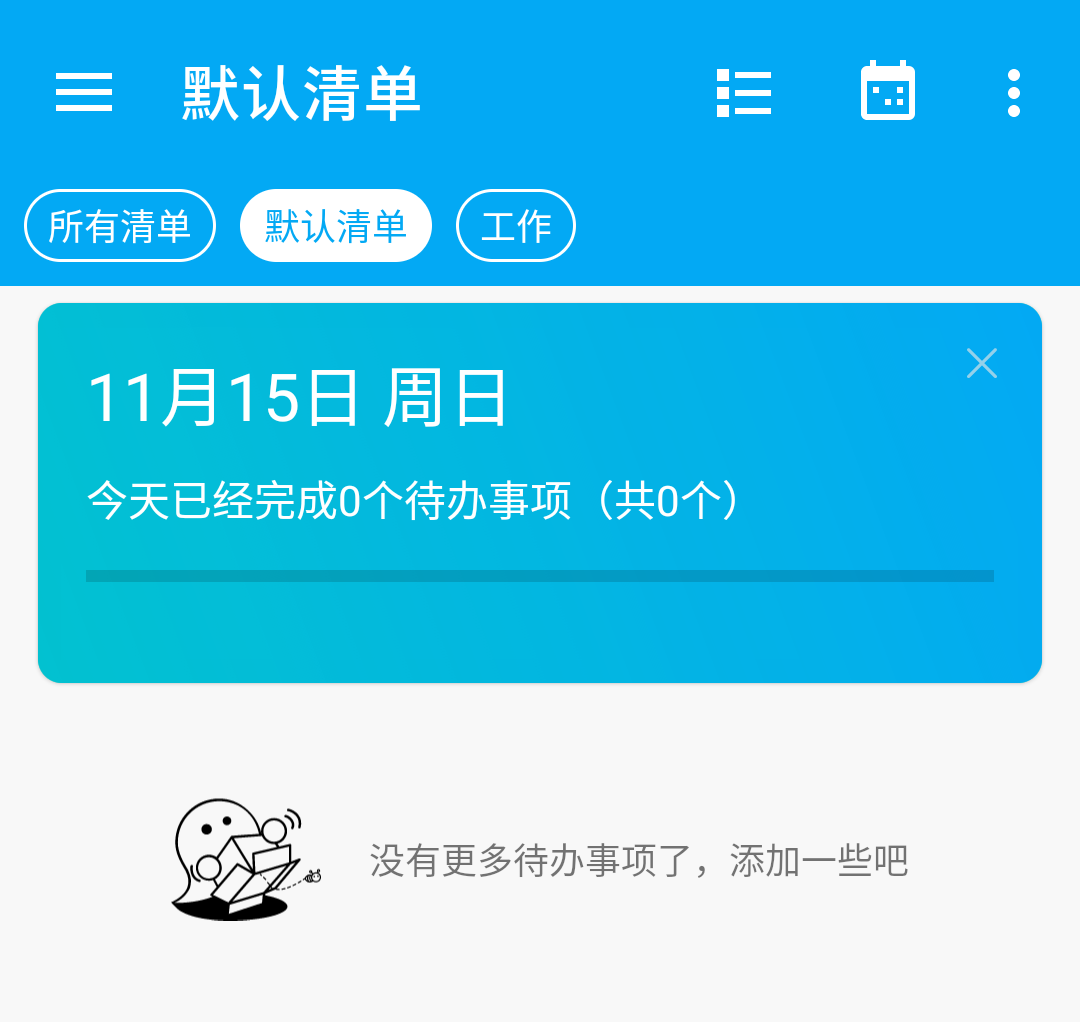 默认清单
所有清单 默认清单 工作
11月15日 周日
今天已经完成0个待办事项（共0个）
没有更多待办事项了，添加一些吧